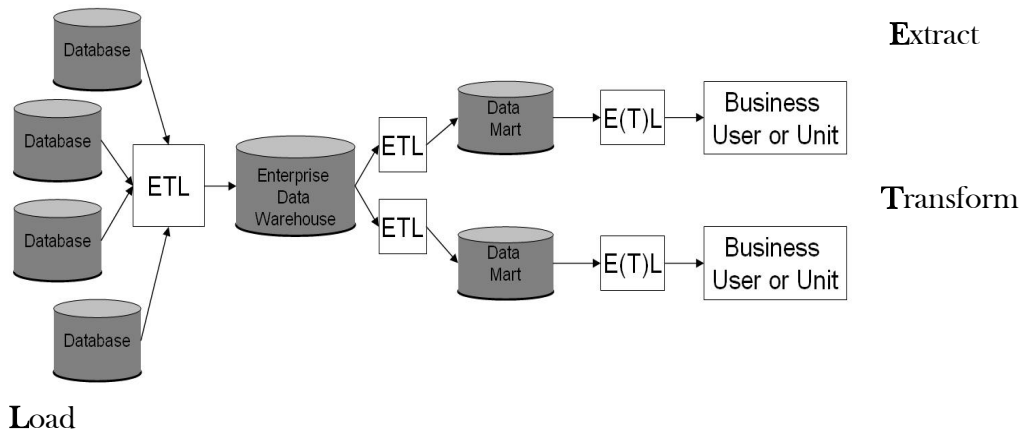 Database
Database
Database
Database
ETL
Enterprise
Data
Warehouse
ETL
ETL
Data
Mart
E(T)L
Business
User or Unit
Data
Mart
E(T)L
Business
User or Unit
Extract
Transform
Load